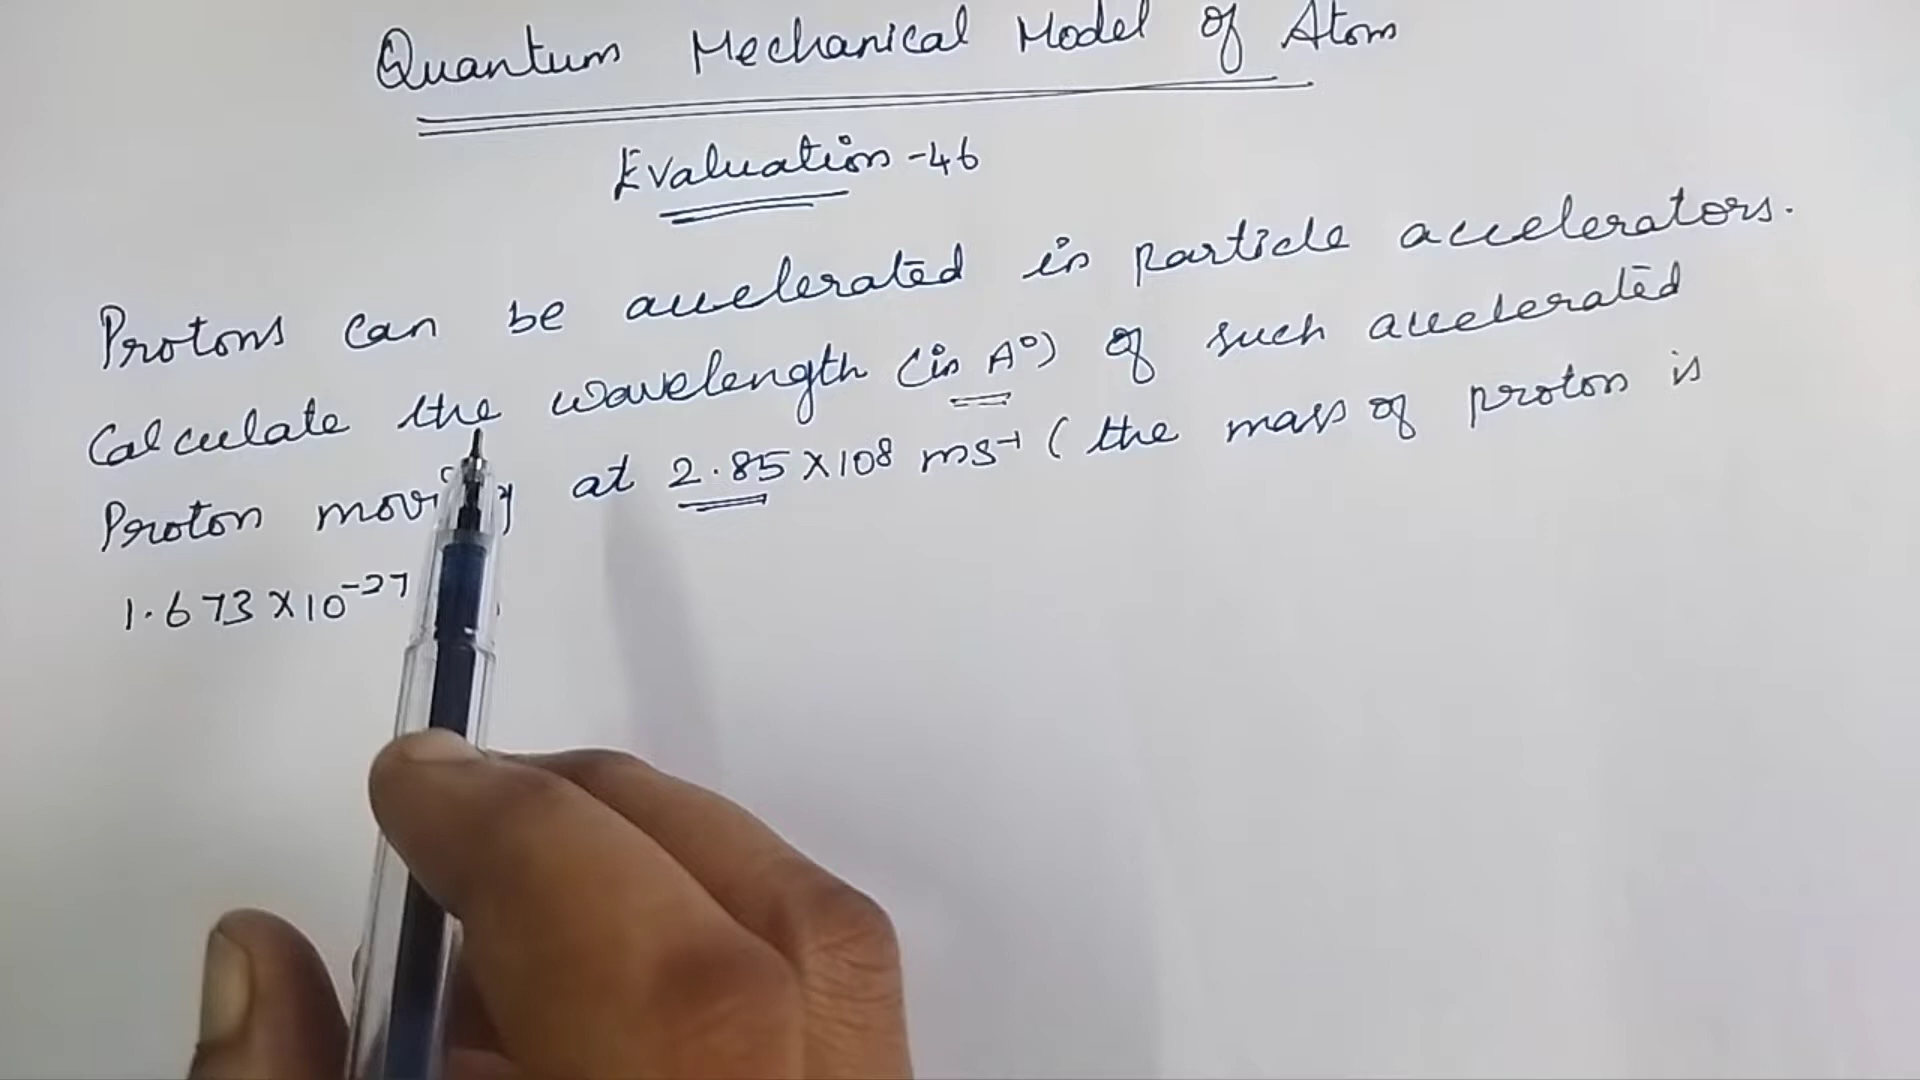 Quantum Mechanical Model of Atom
Evaluation-46
Protons can be accelerated in particle accelerators.
Calculate the wavelength (in A°) of such accelerated
Proton moving at 2.85×10⁸ ms⁻¹ (the mass of proton is
1.673×10⁻²⁷